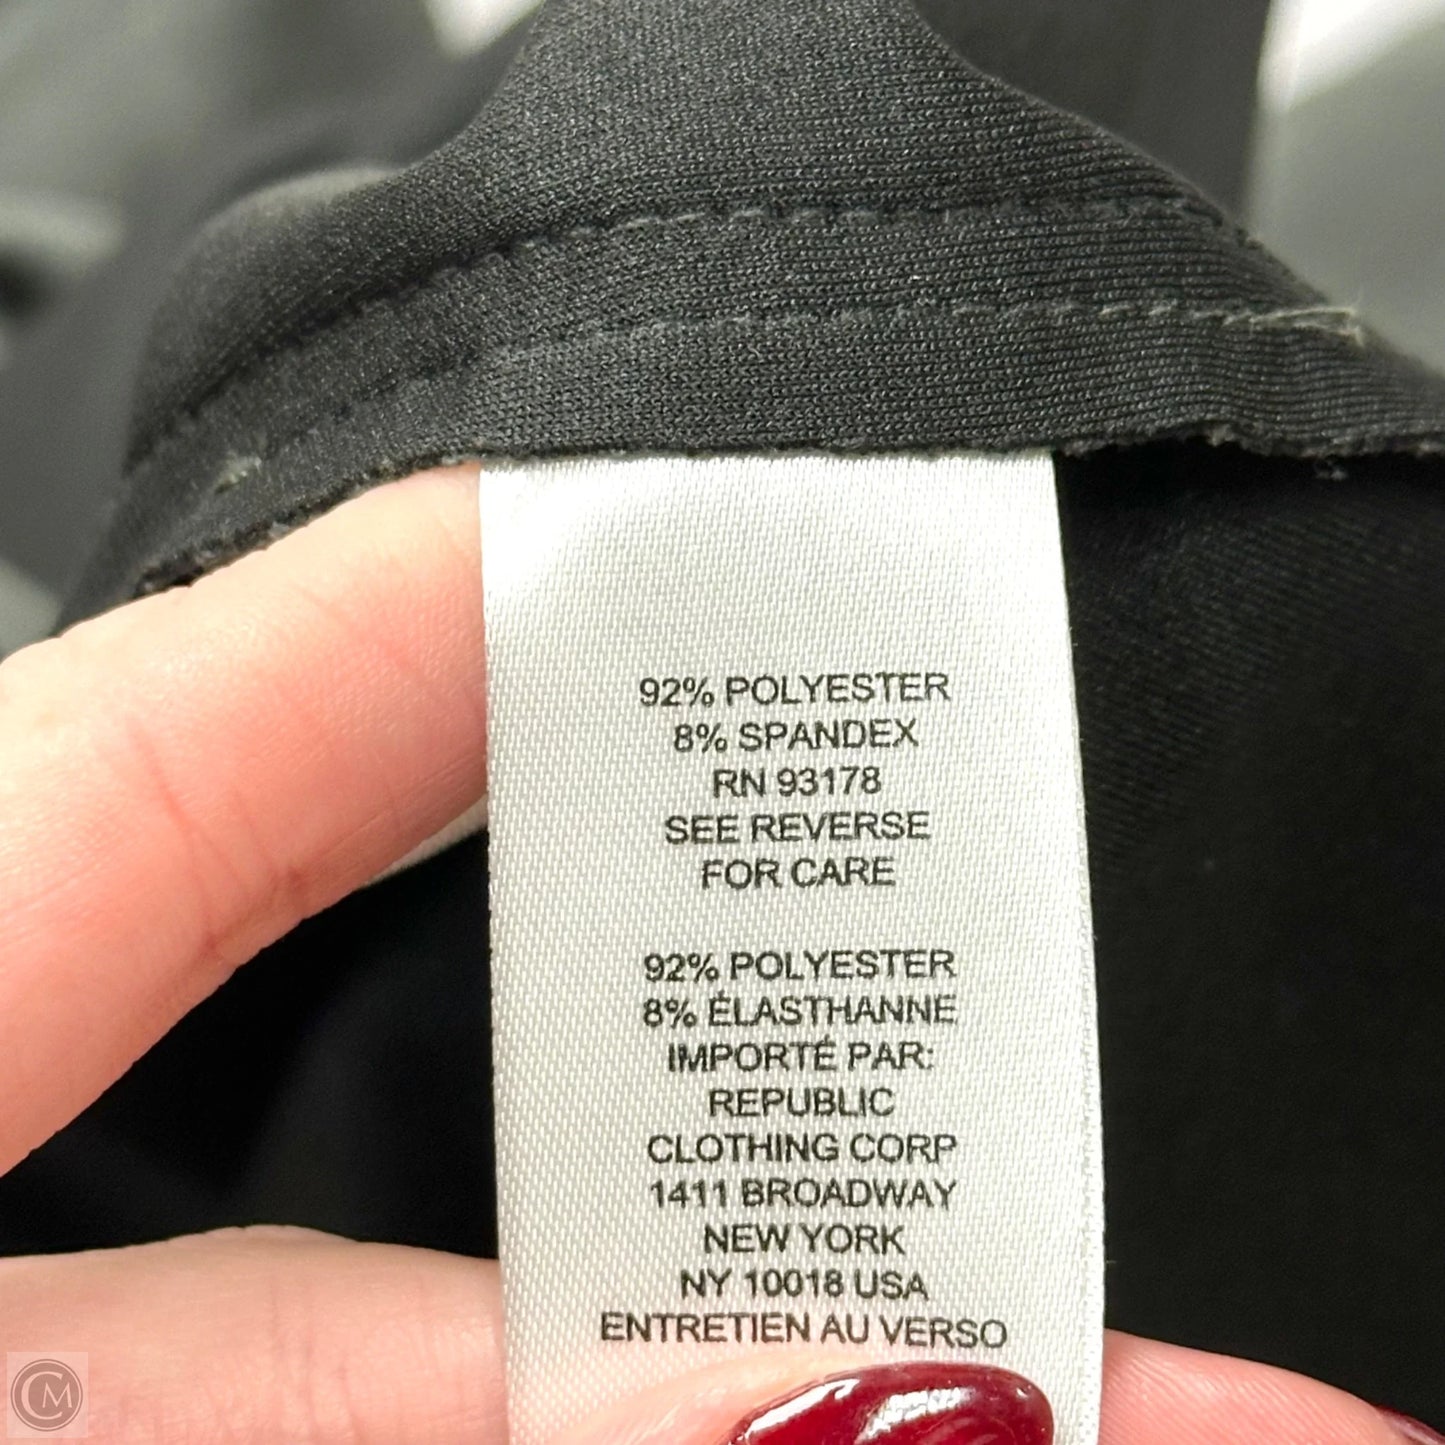 92% POLYESTER
8% SPANDEX
RN 93178
SEE REVERSE
FOR CARE
92% POLYESTER
8% ÉLASTHANNE
IMPORTÉ PAR:
REPUBLIC
CLOTHING CORP
1411 BROADWAY
NEW YORK
NY 10018 USA
ENTRETIEN AU VERSO
CM